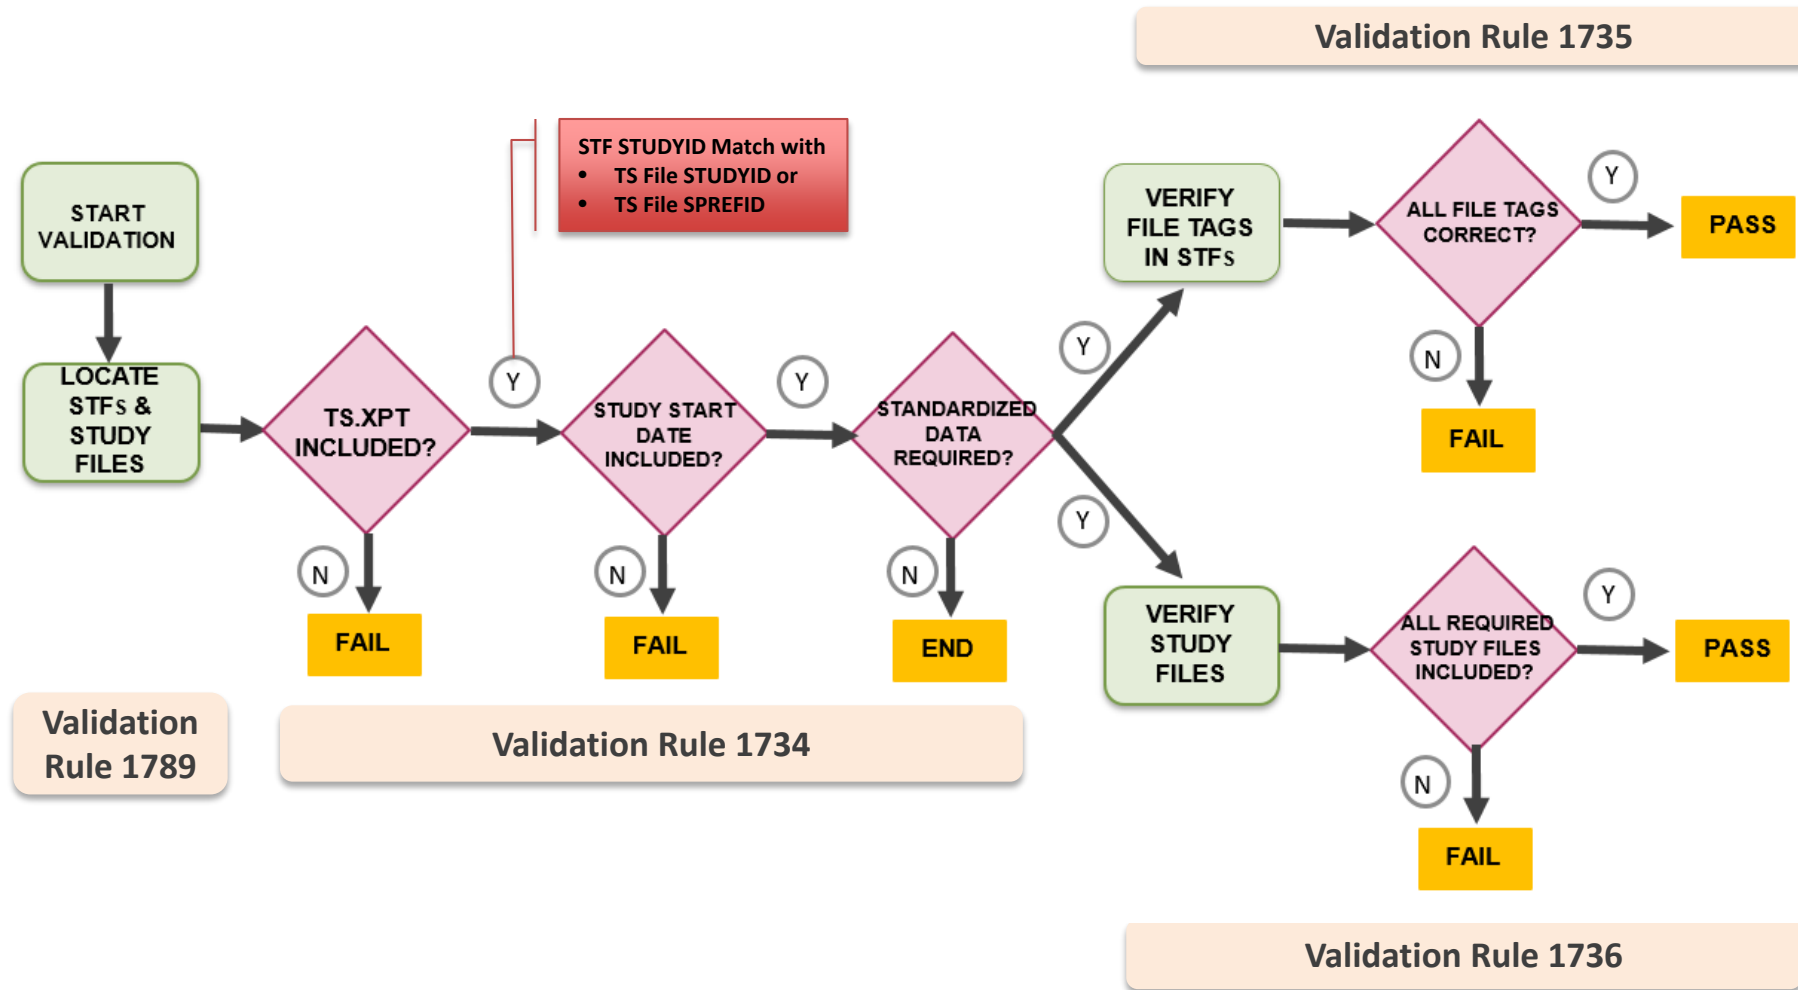 Validation Rule 1735
STF STUDYID Match with
• TS File STUDYID or
• TS File SPREFID
START
VALIDATION
VERIFY
FILE TAGS
IN STFs
ALL FILE TAGS
CORRECT?
Y
PASS
N
FAIL
LOCATE
STFs &
STUDY
FILES
TS.XPT
INCLUDED?
Y
STUDY START
DATE
INCLUDED?
Y
STANDARDIZED
DATA
REQUIRED?
Y
Y
N
FAIL
N
FAIL
N
END
VERIFY
STUDY
FILES
ALL REQUIRED
STUDY FILES
INCLUDED?
Y
PASS
N
FAIL
Validation
Rule 1789
Validation Rule 1734
Validation Rule 1736